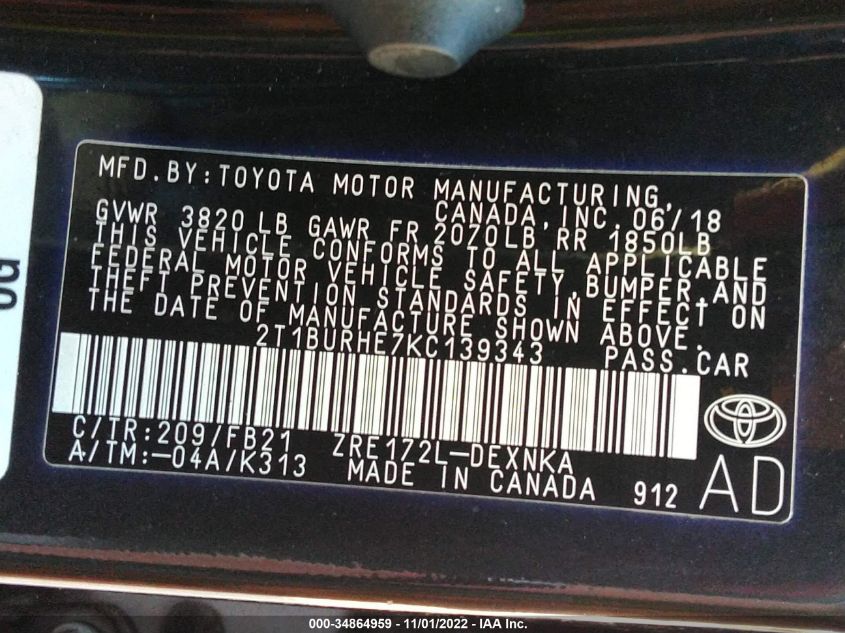 MFD.BY:TOYOTA MOTOR MANUFACTURING,
CANADA, INC. 06/18
GVWR 3820 LB GAWR FR 2070LB RR 1850LB
THIS VEHICLE CONFORMS TO ALL APPLICABLE
FEDERAL MOTOR VEHICLE SAFETY,BUMPER,AND
THEFT PREVENTION STANDARDS IN EFFECT ON
THE DATE OF MANUFACTURE SHOWN ABOVE.
2T1BURHE7KC139343 PASS.CAR
C/TR:209/FB21 ZRE172L-DEXNKA
A/TM:-04A/K313 MADE IN CANADA 912 AD
000-34864959 - 11/01/2022 - IAA Inc.